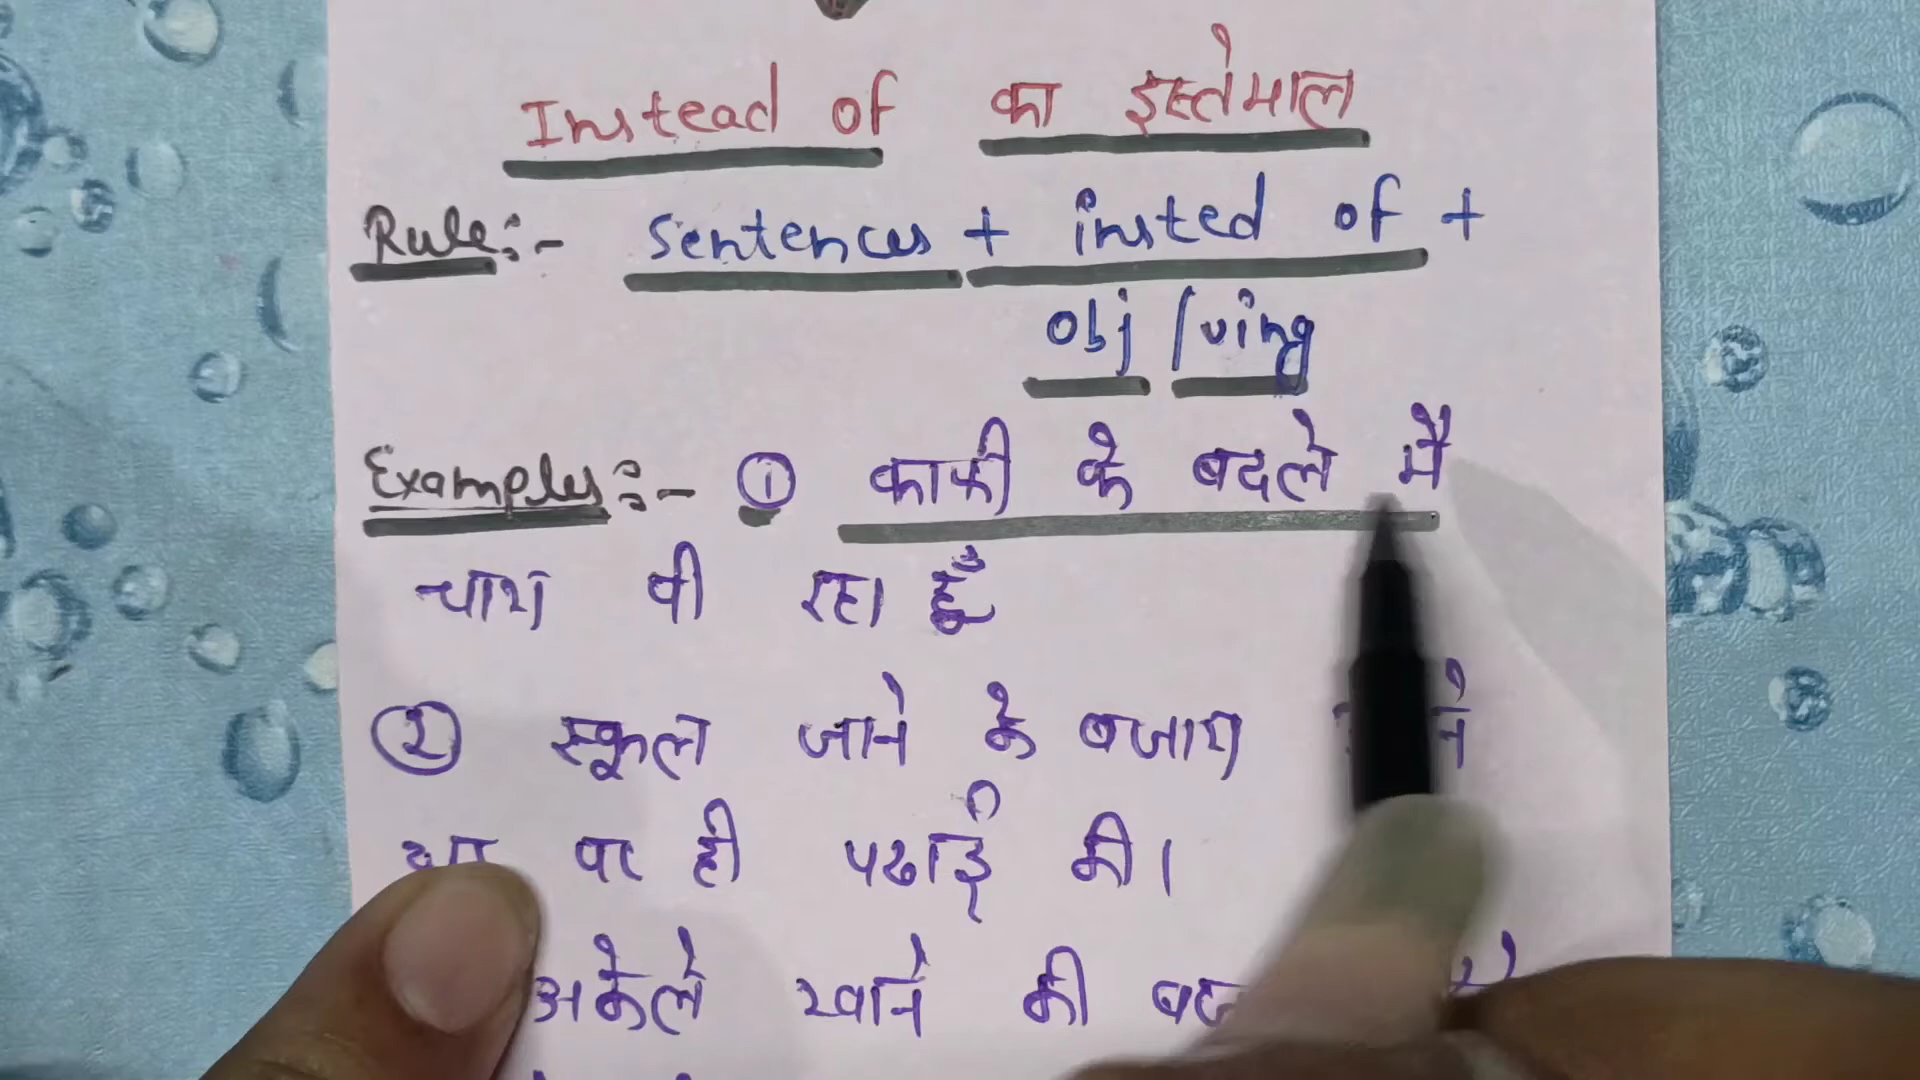 Instead of का इस्तेमाल
Rule:- Sentences + insted of +
obj / ving
Examples:- ① काफी के बदले मै
चाय पी रहा हूँ
② स्कूल जाने के बजाय
पर ही पढाई की।
अकेले खाने की